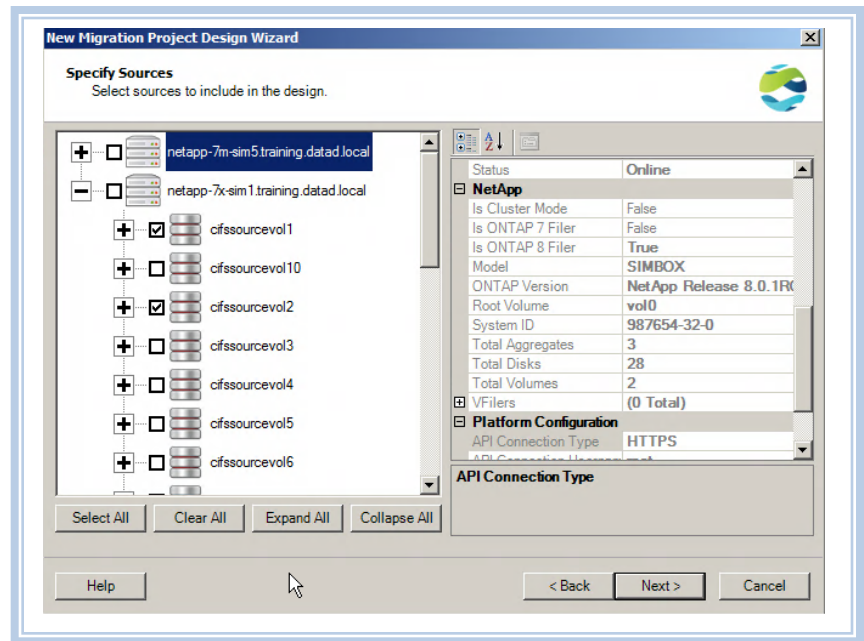 New Migration Project Design Wizard
Specify Sources
Select sources to include in the design.
netapp-7m-sim5.training.datad.local
netapp-7x-sim1.training.datad.local
cifssourcevol1
cifssourcevol10
cifssourcevol2
cifssourcevol3
cifssourcevol4
cifssourcevol5
cifssourcevol6
Select All Clear All Expand All Collapse All
Status Online
NetApp
Is Cluster Mode False
Is ONTAP 7 Filer False
Is ONTAP 8 Filer True
Model SIMBOX
ONTAP Version NetApp Release 8.0.1R
Root Volume vol0
System ID 987654-32-0
Total Aggregates 3
Total Disks 28
Total Volumes 2
VFilers (0 Total)
Platform Configuration
API Connection Type HTTPS
API Connection
API Connection Type
Help < Back Next > Cancel